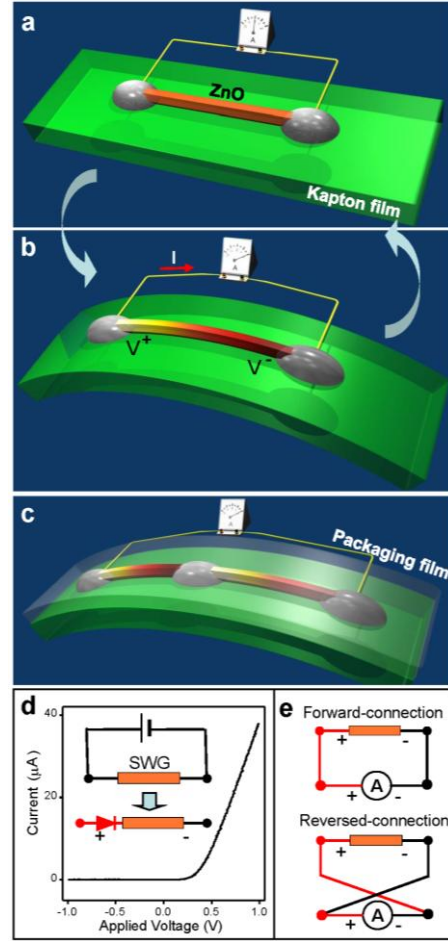 a
A
ZnO
Kapton film
b
I
A
V+
V-
c
A
Packaging film
d
40
20
0
Current (μA)
SWG
+ -
-1.0 -0.5 0.0 0.5 1.0
Applied Voltage (V)
e
Forward-connection
+ -
+ A -
Reversed-connection
+ -
+ A -